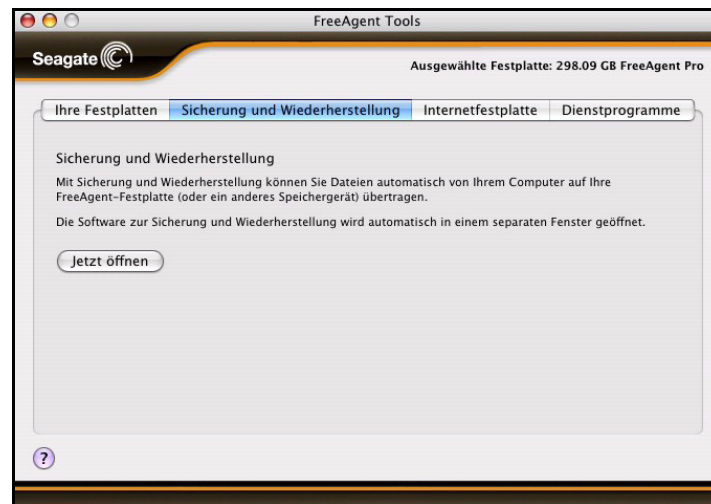 FreeAgent Tools
Seagate
Ausgewählte Festplatte: 298.09 GB FreeAgent Pro
Ihre Festplatten Sicherung und Wiederherstellung Internetfestplatte Dienstprogramme
Sicherung und Wiederherstellung
Mit Sicherung und Wiederherstellung können Sie Dateien automatisch von Ihrem Computer auf Ihre
FreeAgent-Festplatte (oder ein anderes Speichergerät) übertragen.
Die Software zur Sicherung und Wiederherstellung wird automatisch in einem separaten Fenster geöffnet.
Jetzt öffnen
?